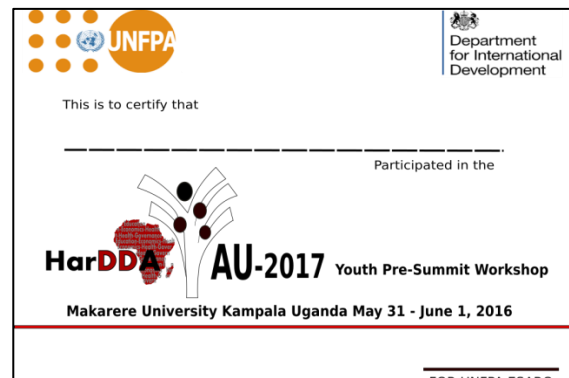 UNFPA
Department
for International
Development
This is to certify that
Participated in the
HarDDA AU-2017 Youth Pre-Summit Workshop
Makarere University Kampala Uganda May 31 - June 1, 2016